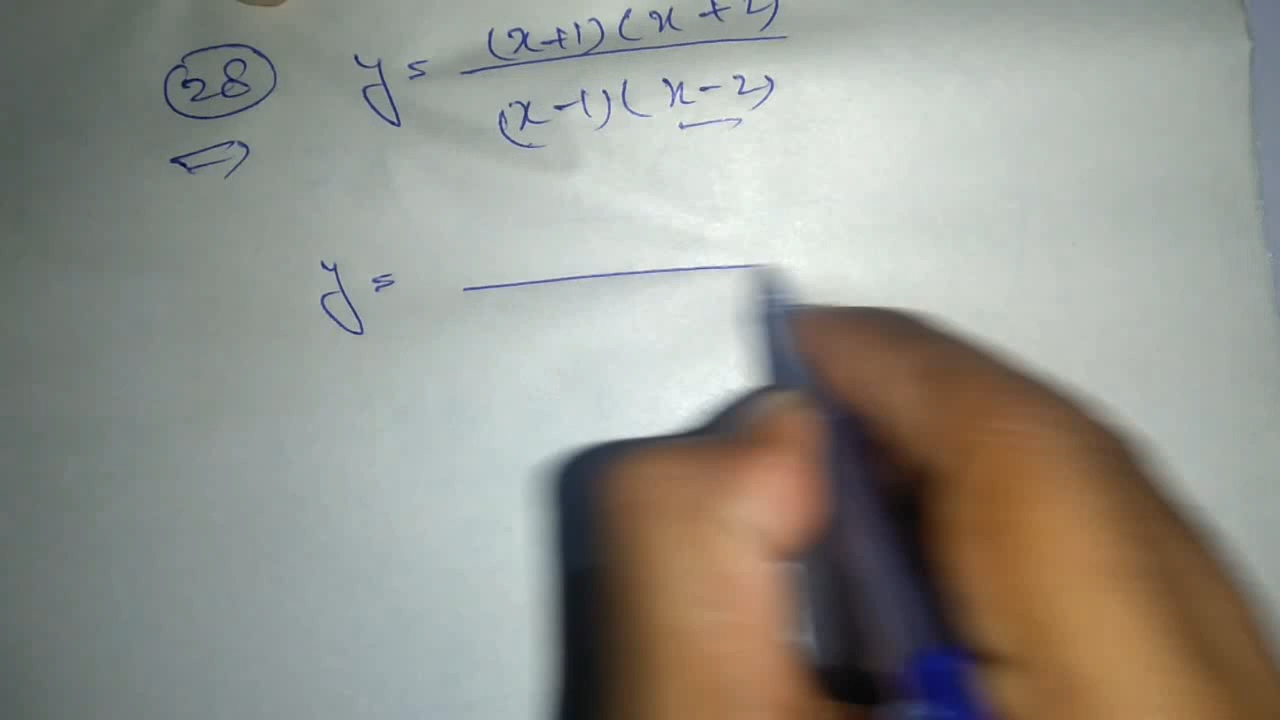 28 y = (x+1)(x+2)
(x-1)(x-2)
⇒
y =